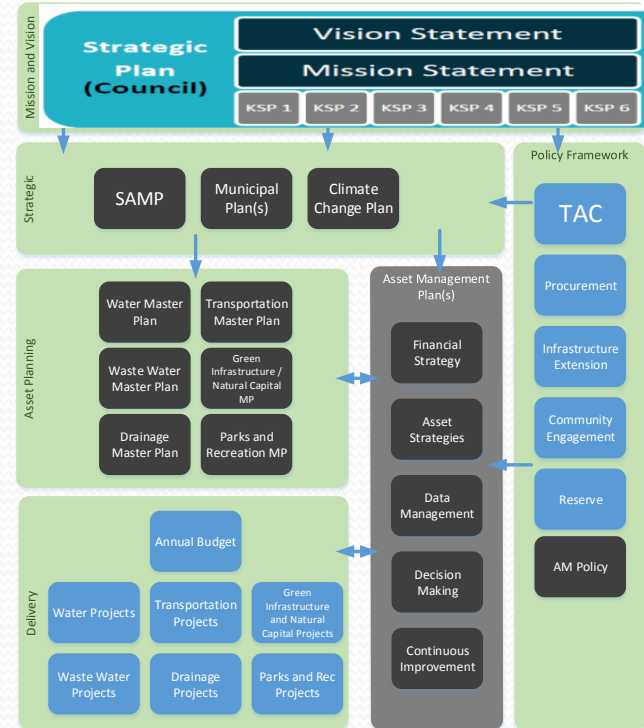 Mission and Vision
Strategic
Plan
(Council)
Vision Statement
Mission Statement
KSP 1
KSP 2
KSP 3
KSP 4
KSP 5
KSP 6
Strategic
SAMP
Municipal
Plan(s)
Climate
Change Plan
Policy Framework
TAC
Procurement
Infrastructure
Extension
Community
Engagement
Reserve
AM Policy
Asset Planning
Water Master
Plan
Transportation
Master Plan
Waste Water
Master Plan
Green
Infrastructure /
Natural Capital
MP
Drainage
Master Plan
Parks and
Recreation MP
Asset Management
Plan(s)
Financial
Strategy
Asset
Strategies
Data
Management
Decision
Making
Continuous
Improvement
Delivery
Annual Budget
Water Projects
Transportation
Projects
Green
Infrastructure
and Natural
Capital Projects
Waste Water
Projects
Drainage
Projects
Parks and Rec
Projects